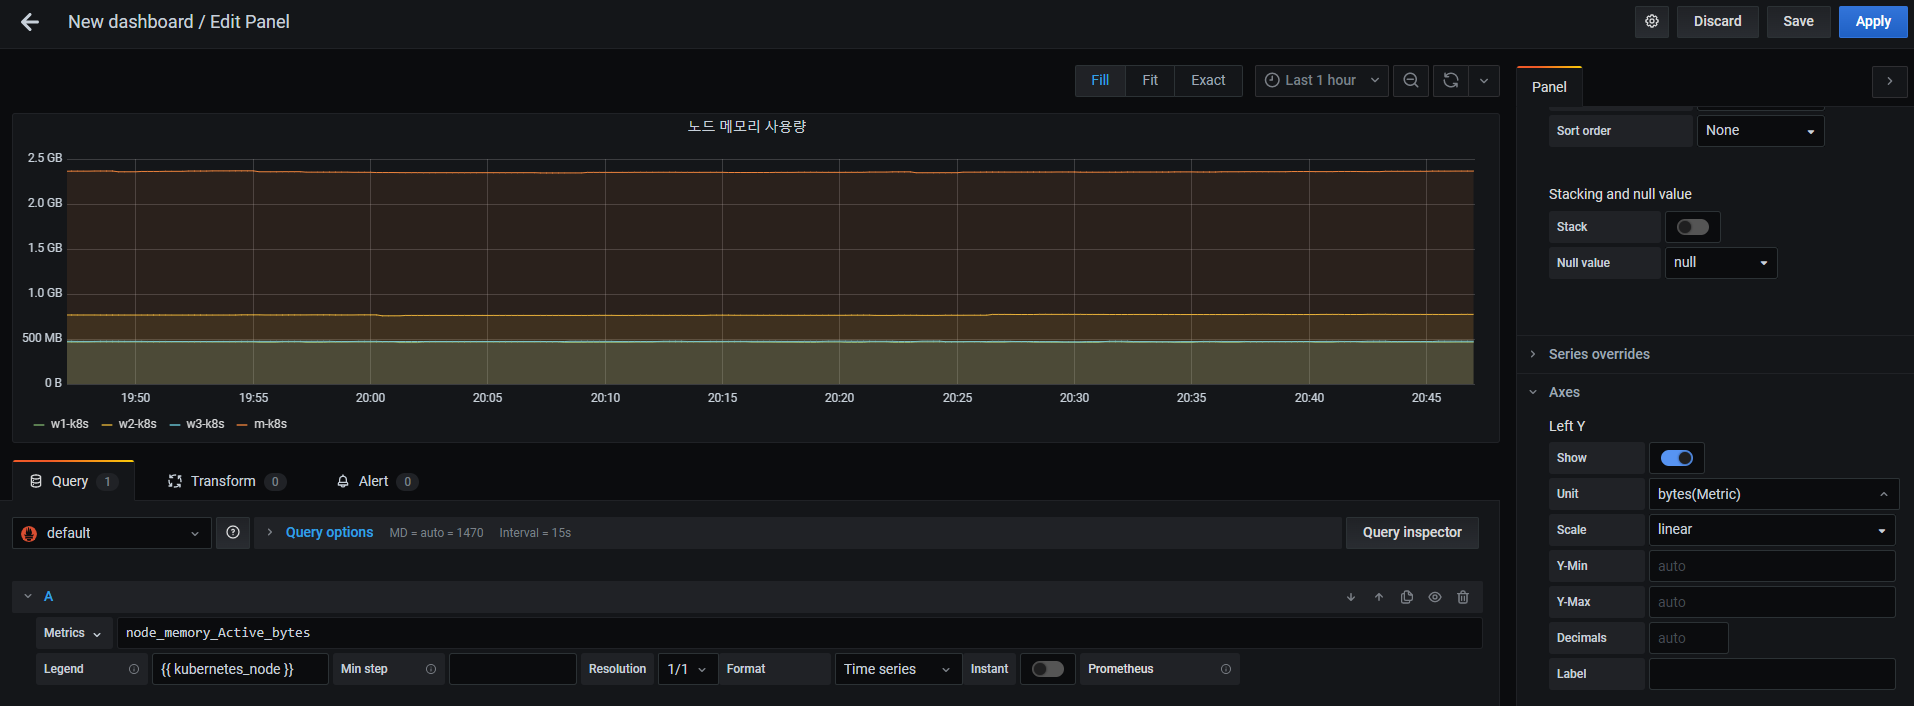 New dashboard / Edit Panel
Discard
Save
Apply
Fill
Fit
Exact
Last 1 hour
Panel
노드 메모리 사용량
2.5 GB
2.0 GB
1.5 GB
1.0 GB
500 MB
0 B
19:50
19:55
20:00
20:05
20:10
20:15
20:20
20:25
20:30
20:35
20:40
20:45
w1-k8s
w2-k8s
w3-k8s
m-k8s
Query 1
Transform 0
Alert 0
default
Query options
MD = auto = 1470
Interval = 15s
Query inspector
A
Metrics
node_memory_Active_bytes
Legend
{{ kubernetes_node }}
Min step
Resolution
1/1
Format
Time series
Instant
Prometheus
Sort order
None
Stacking and null value
Stack
Null value
null
Series overrides
Axes
Left Y
Show
Unit
bytes(Metric)
Scale
linear
Y-Min
auto
Y-Max
auto
Decimals
auto
Label